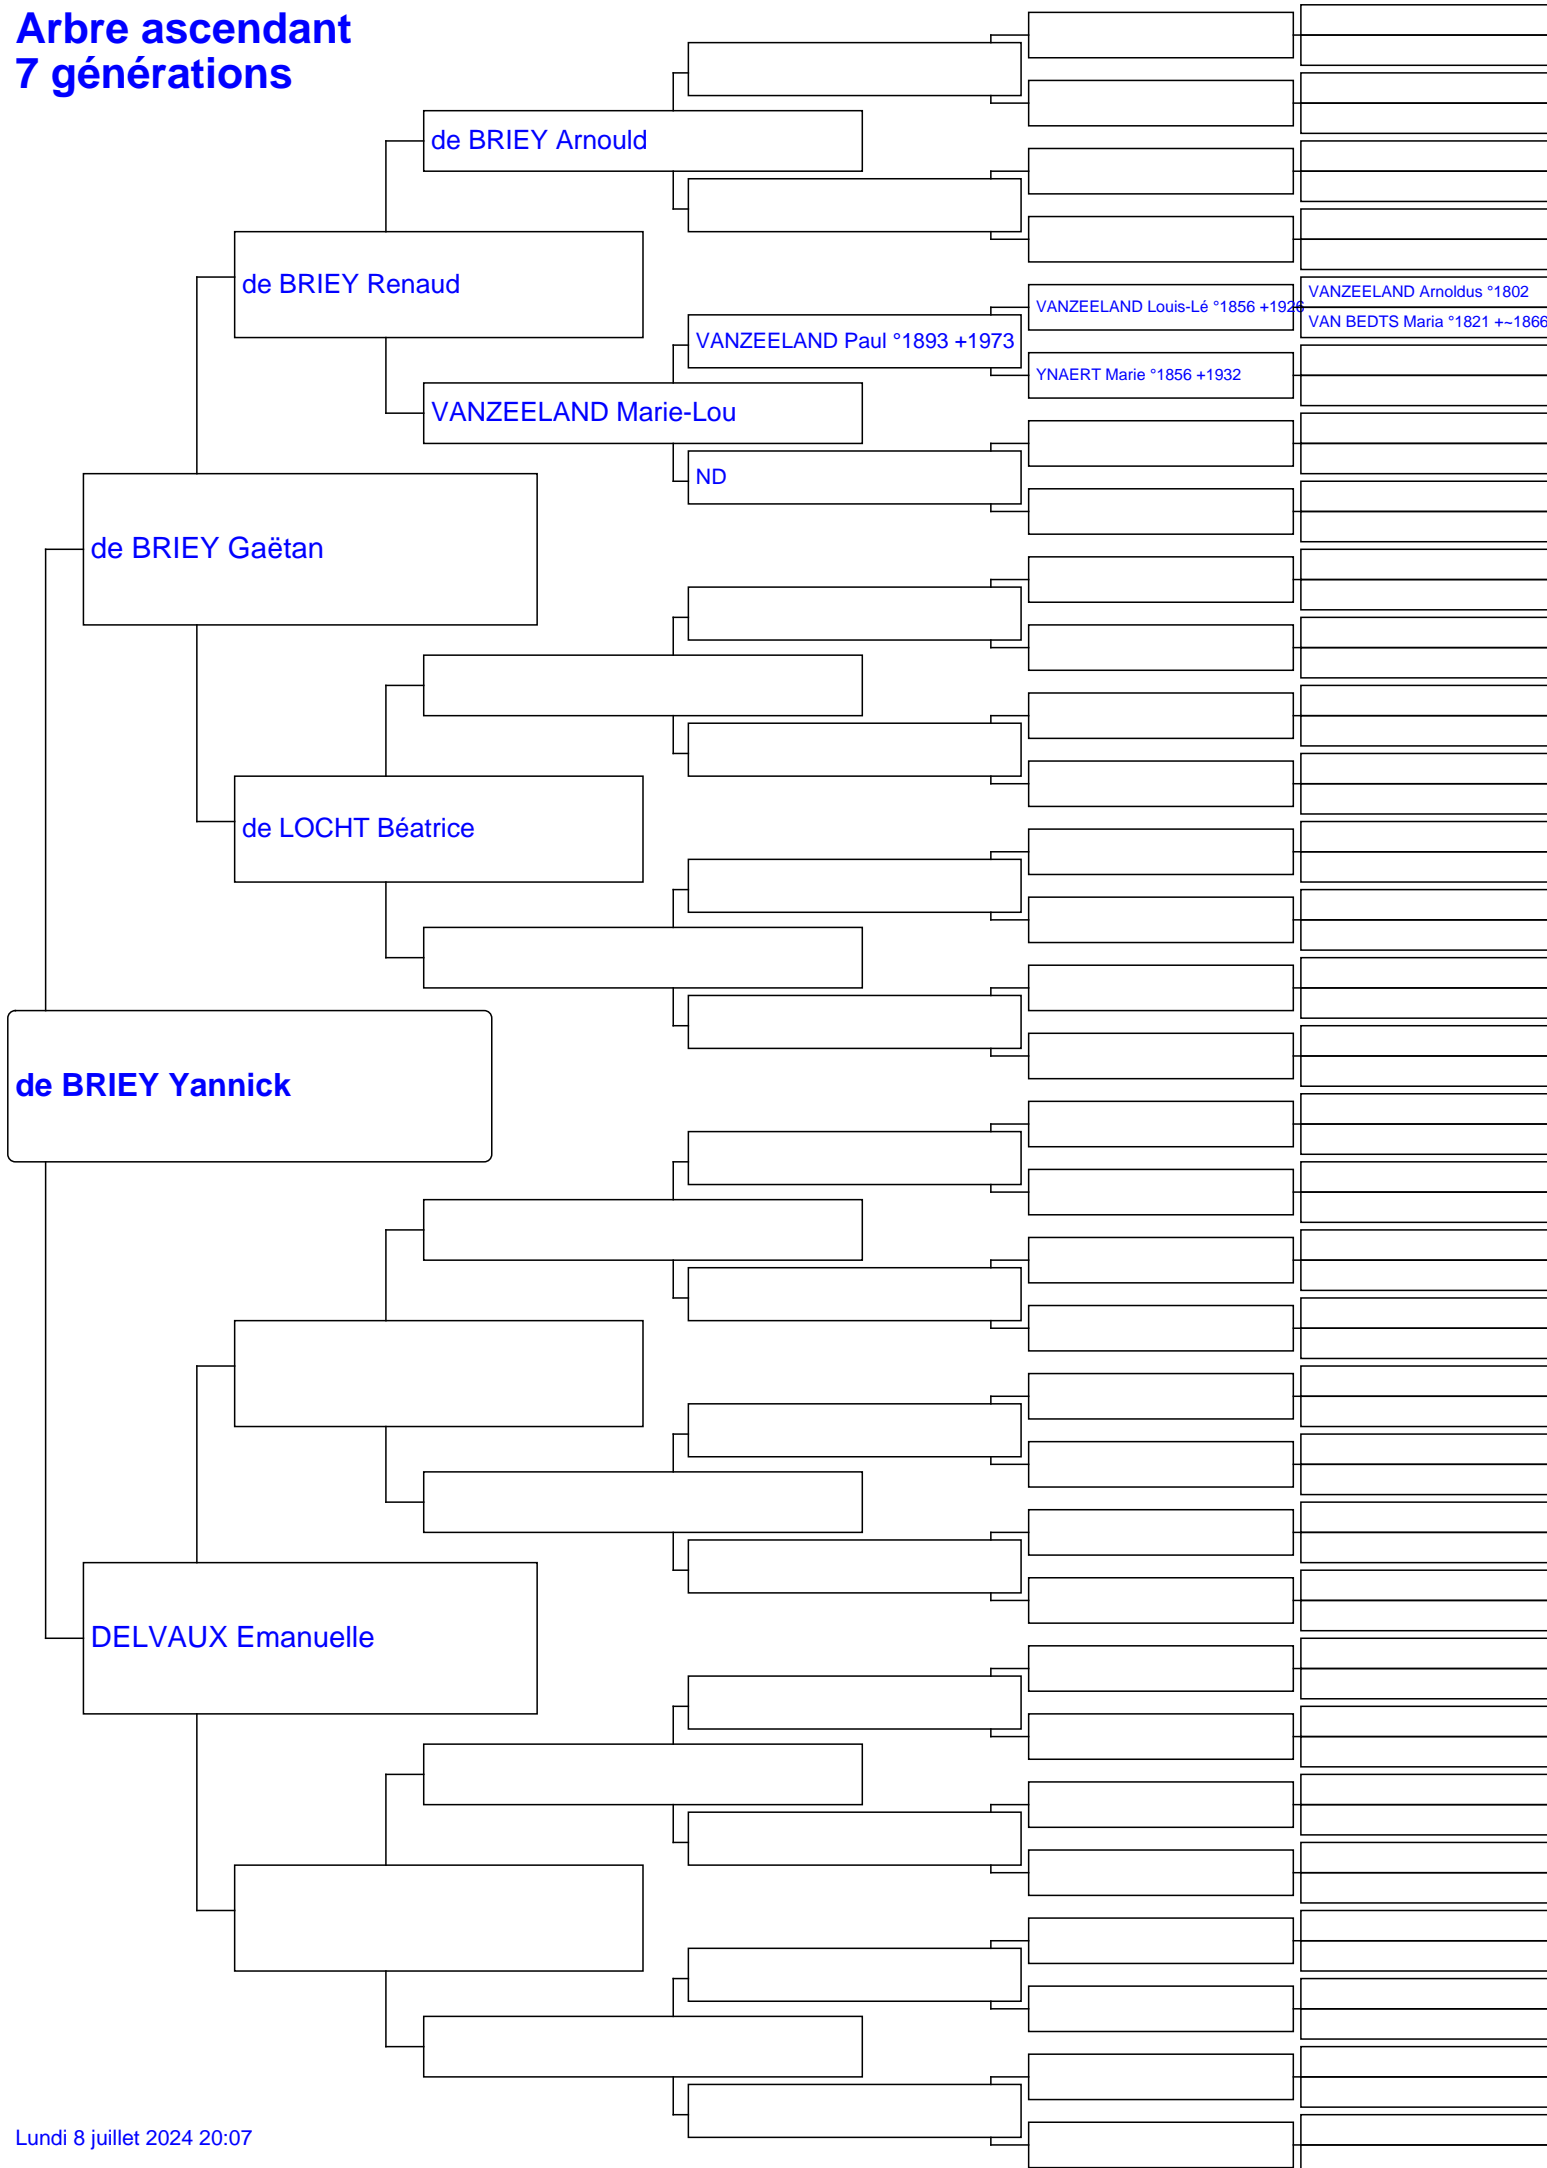 Arbre ascendant
7 générations
de BRIEY Arnould
de BRIEY Renaud
VANZEELAND Louis-Lé °1856 +1926
VANZEELAND Arnoldus °1802
VAN BEDTS Maria °1821 +~1866
VANZEELAND Paul °1893 +1973
YNAERT Marie °1856 +1932
VANZEELAND Marie-Lou
ND
de BRIEY Gaëtan
de LOCHT Béatrice
de BRIEY Yannick
DELVAUX Emanuelle
Lundi 8 juillet 2024 20:07